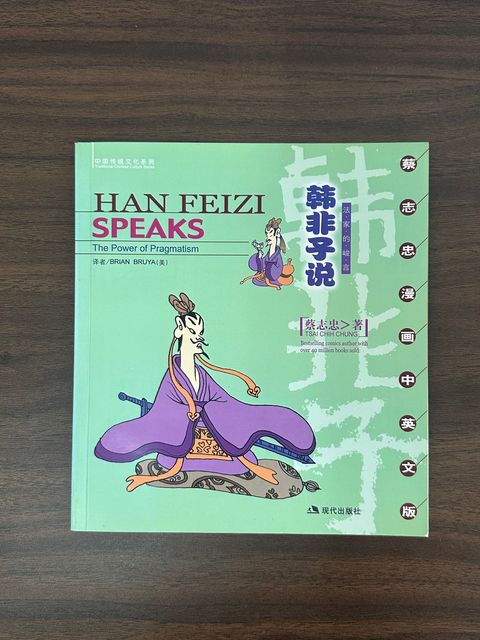 中国传统文化系列
Traditional Chinese Culture Series
HAN FEIZI
SPEAKS
The Power of Pragmatism
译者/BRIAN BRUYA(美)
韩非子说
法·家·的·峻·言
[蔡志忠>著]
TSAI CHIH CHUNG
Bestselling comics author with
over 40 million books sold.
蔡志忠漫画中英文版
韩非子
现代出版社